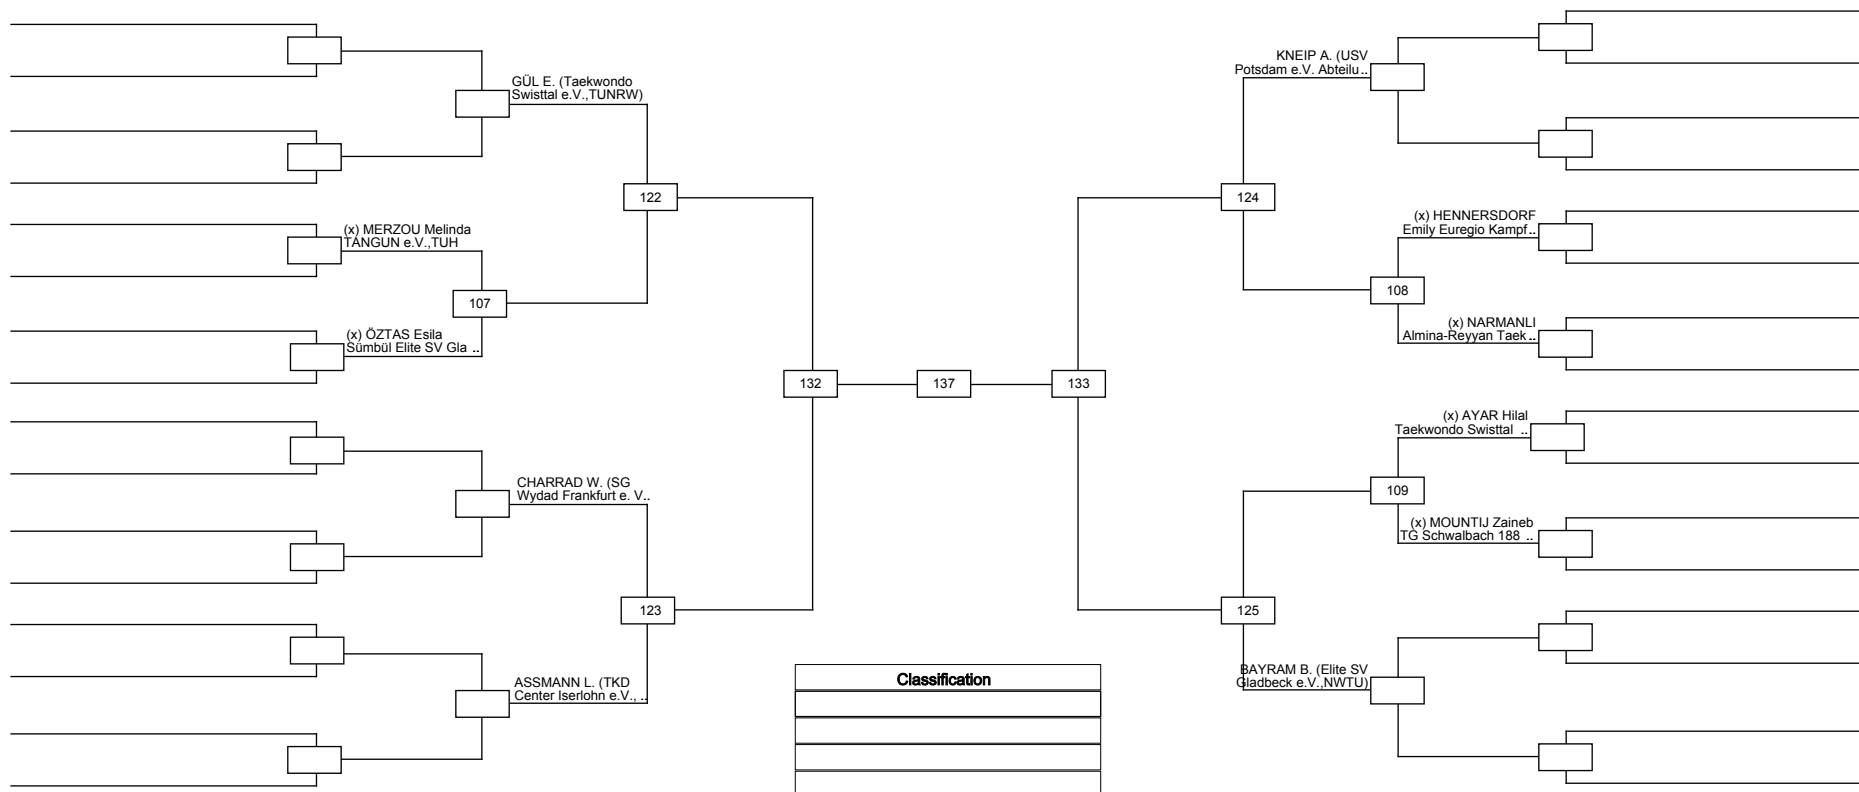 GÜL E. (Taekwondo
Swisttal e.V.,TUNRW)
122
(x) MERZOU Melinda
TANGUN e.V.,TUH
107
(x) ÖZTAS Esila
Sümbül Elite SV Gla ..
132
137
133
CHARRAD W. (SG
Wydad Frankfurt e. V..
123
ASSMANN L. (TKD
Center Iserlohn e.V., ..
KNEIP A. (USV
Potsdam e.V. Abteilu ..
124
(x) HENNERSDORF
Emily Euregio Kampf ..
108
(x) NARMANLI
Almina-Reyyan Taek ..
(x) AYAR Hilal
Taekwondo Swisttal ..
109
(x) MOUNTIJ Zaineb
TG Schwalbach 188 ..
125
BAYRAM B. (Elite SV
Gladbeck e.V.,NWTU)
Classification